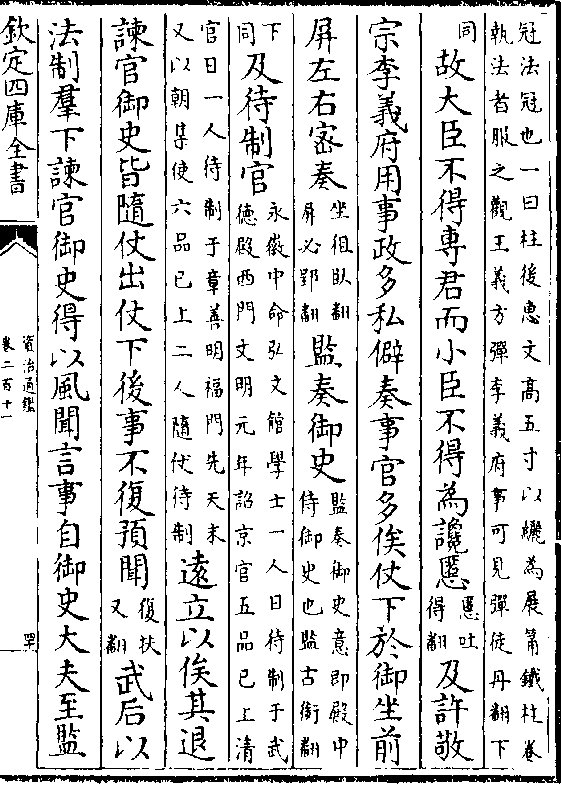 冠法冠也一曰柱後惠文高五寸以纚為展筩鐵柱卷
執法者服之觀王義方彈李義府事可見彈徒丹翻下
同故大臣不得専君而小臣不得為讒慝慝吐得翻及許敬
宗李義府用事政多私僻奏事官多俟仗下於御坐前
屏左右密奏坐徂臥翻屏必郢翻監奏御史監奏御史意即殿中侍御史也監古銜翻
下同及待制官永徽中命弘文館學士一人日待制于武德殿西門文明元年詔京官五品已上清
官日一人待制于章善明福門先天末又以朝集使六品已上二人隨仗待制遠立以俟其退
諫官御史皆隨仗出仗下後事不復預聞復扶又翻武后以
法制羣下諫官御史得以風聞言事自御史大夫至監
欽定四庫全書
資治通鑑
卷二百十一